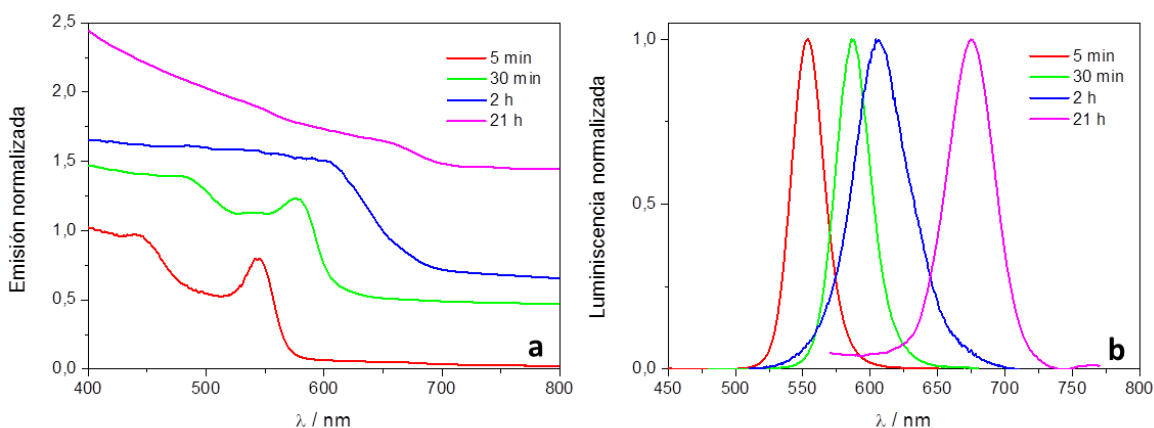 Emisión normalizada
2,5
2,0
1,5
1,0
0,5
0,0
400
500
600
700
800
λ / nm
5 min
30 min
2 h
21 h
a
Luminiscencia normalizada
1,0
0,5
0,0
450
500
550
600
650
700
750
800
λ / nm
5 min
30 min
2 h
21 h
b